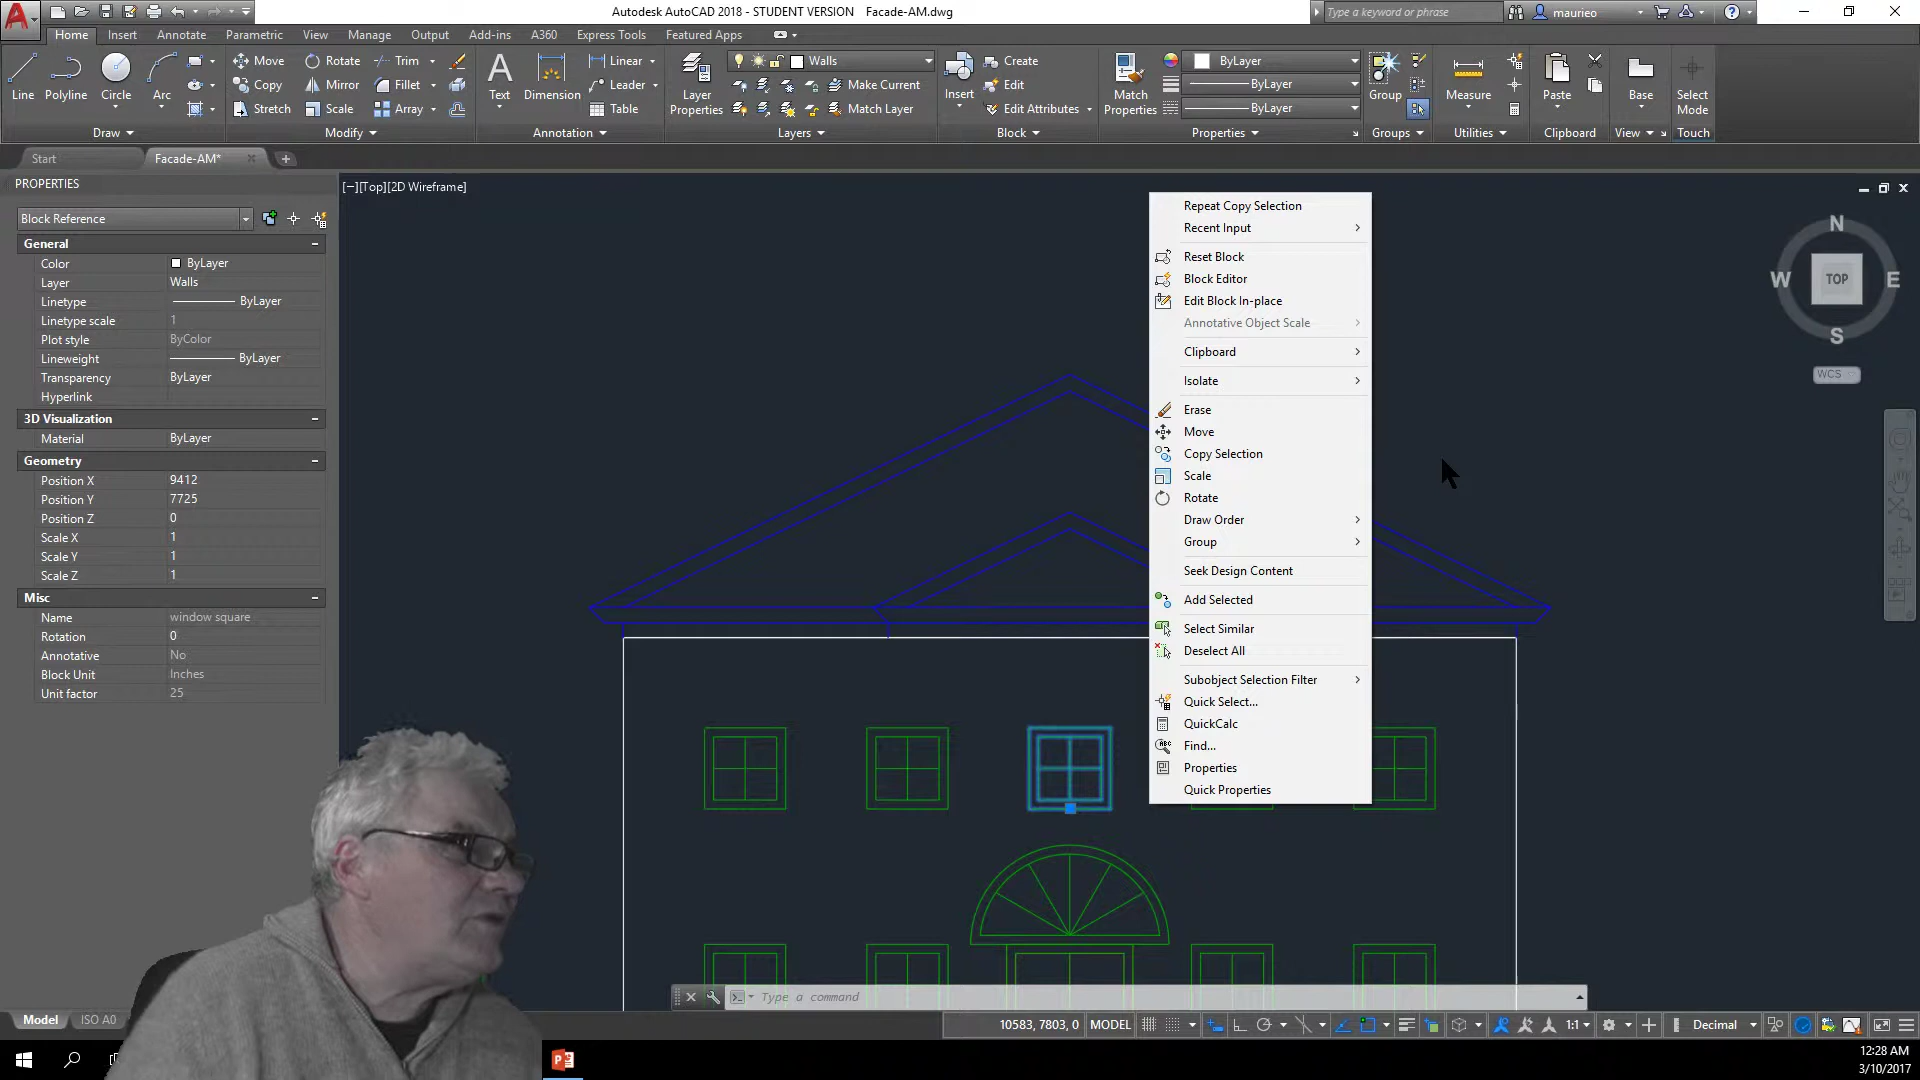 Autodesk AutoCAD 2018 - STUDENT VERSION Facade-AM.dwg
Type a keyword or phrase
maurieo
Home Insert Annotate Parametric View Manage Output Add-ins A360 Express Tools Featured Apps
Line Polyline Circle Arc
Draw
Move Rotate Trim
Copy Mirror Fillet
Stretch Scale Array
Modify
Text Dimension
Linear
Leader
Table
Annotation
Layer Properties
Walls
Make Current
Match Layer
Layers
Insert
Create
Edit
Edit Attributes
Block
Match Properties
ByLayer
ByLayer
ByLayer
Properties
Group
Groups
Measure
Utilities
Paste
Clipboard
Base
View
Select Mode
Touch
Start Facade-AM*
PROPERTIES
[−][Top][2D Wireframe]
Block Reference
General
Color ByLayer
Layer Walls
Linetype ByLayer
Linetype scale 1
Plot style ByColor
Lineweight ByLayer
Transparency ByLayer
Hyperlink
3D Visualization
Material ByLayer
Geometry
Position X 9412
Position Y 7725
Position Z 0
Scale X 1
Scale Y 1
Scale Z 1
Misc
Name window square
Rotation 0
Annotative No
Block Unit Inches
Unit factor 25
Repeat Copy Selection
Recent Input
Reset Block
Block Editor
Edit Block In-place
Annotative Object Scale
Clipboard
Isolate
Erase
Move
Copy Selection
Scale
Rotate
Draw Order
Group
Seek Design Content
Add Selected
Select Similar
Deselect All
Subobject Selection Filter
Quick Select...
QuickCalc
Find...
Properties
Quick Properties
N
W TOP E
S
WCS
Type a command
Model ISO A0
10583, 7803, 0 MODEL 1:1 Decimal
12:28 AM
3/10/2017